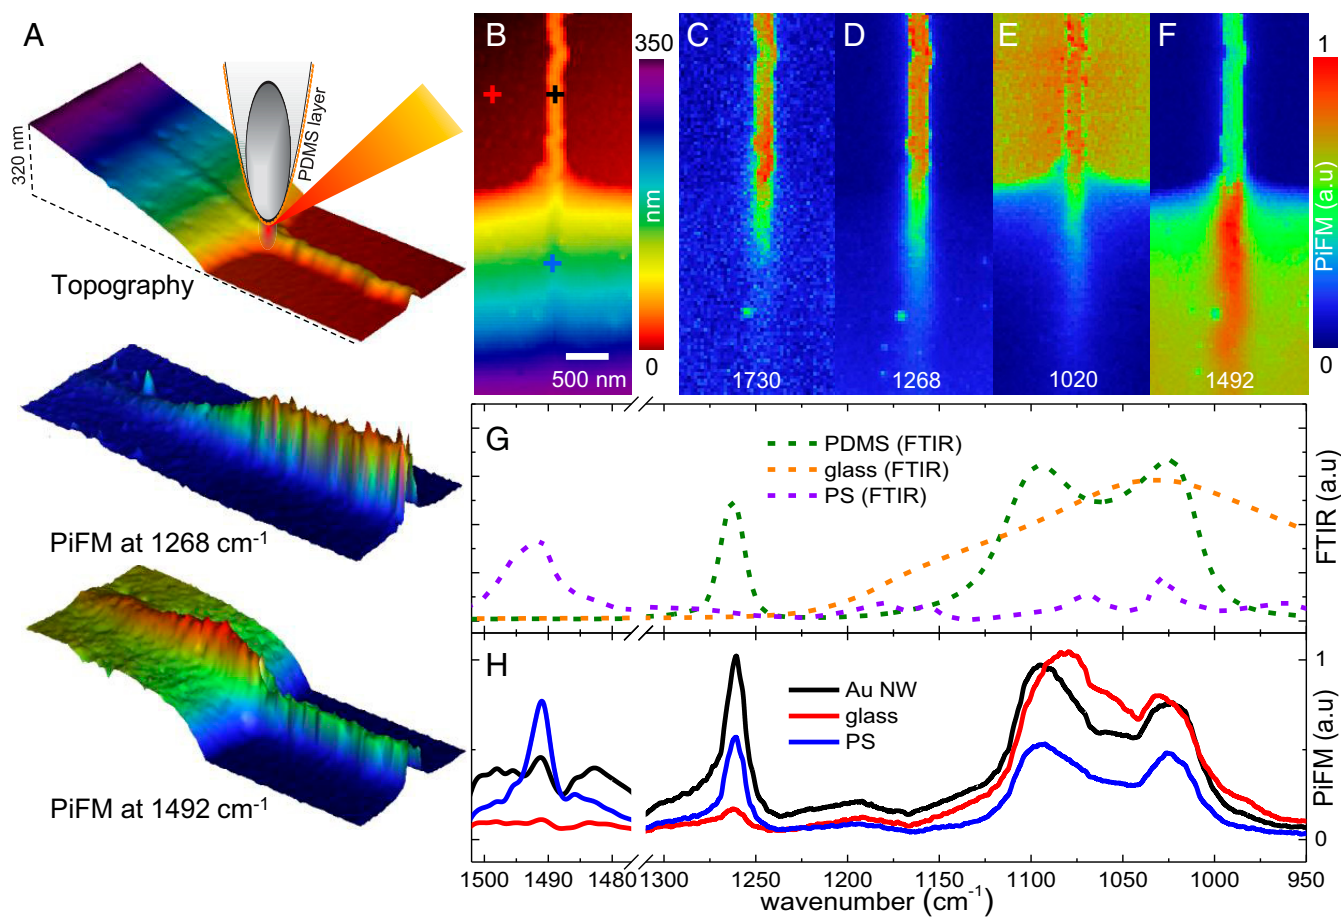 A
320 nm
PDMS layer
Topography
PiFM at 1268 cm-1
PiFM at 1492 cm-1
B
500 nm
350
nm
0
C
1730
D
1268
E
1020
F
1492
1
PiFM (a.u)
0
G
PDMS (FTIR)
glass (FTIR)
PS (FTIR)
FTIR (a.u)
H
Au NW
glass
PS
1
PiFM (a.u)
0
1500 1490 1480 1300 1250 1200 1150 1100 1050 1000 950
wavenumber (cm-1)